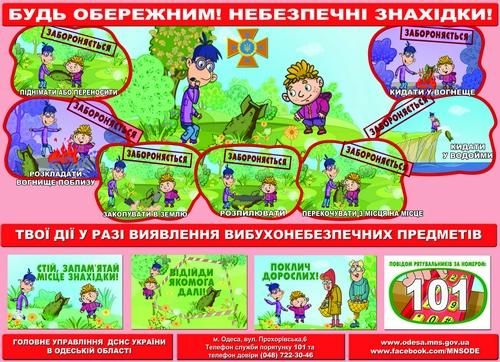 БУДЬ ОБЕРЕЖНИМ! НЕБЕЗПЕЧНІ ЗНАХІДКИ!
ЗАБОРОНЯЄТЬСЯ
ПІДНІМАТИ АБО ПЕРЕНОСИТИ
ЗАБОРОНЯЄТЬСЯ
КИДАТИ У ВОГНЕЩЕ
ЗАБОРОНЯЄТЬСЯ
РОЗКЛАДАТИ
ВОГНИЩЕ ПОБЛИЗУ
ЗАБОРОНЯЄТЬСЯ
КИДАТИ
У ВОДОЙМИ
ЗАБОРОНЯЄТЬСЯ
ЗАКОПУВАТИ В ЗЕМЛЮ
ЗАБОРОНЯЄТЬСЯ
РОЗПИЛЮВАТИ
ЗАБОРОНЯЄТЬСЯ
ПЕРЕКОЧУВАТИ З МІСЦЯ НА МІСЦЕ
ТВОЇ ДІЇ У РАЗІ ВИЯВЛЕННЯ ВИБУХОНЕБЕЗПЕЧНИХ ПРЕДМЕТІВ
СТІЙ, ЗАПАМ'ЯТАЙ
МІСЦЕ ЗНАХІДКИ!
ВІДІЙДИ
ЯКОМОГА
ДАЛІ!
ПОКЛИЧ
ДОРОСЛИХ!
ПОВІДОМ РЯТУВАЛЬНИКІВ ЗА НОМЕРОМ:
101
ГОЛОВНЕ УПРАВЛІННЯ ДСНС УКРАЇНИ
В ОДЕСЬКІЙ ОБЛАСТІ
м. Одеса, вул. Прохорівська,6
Телефон служби порятунку 101 та
телефон довіри (048) 722-30-46
www.odesa.mns.gov.ua
www.facebook.com/MNSODE